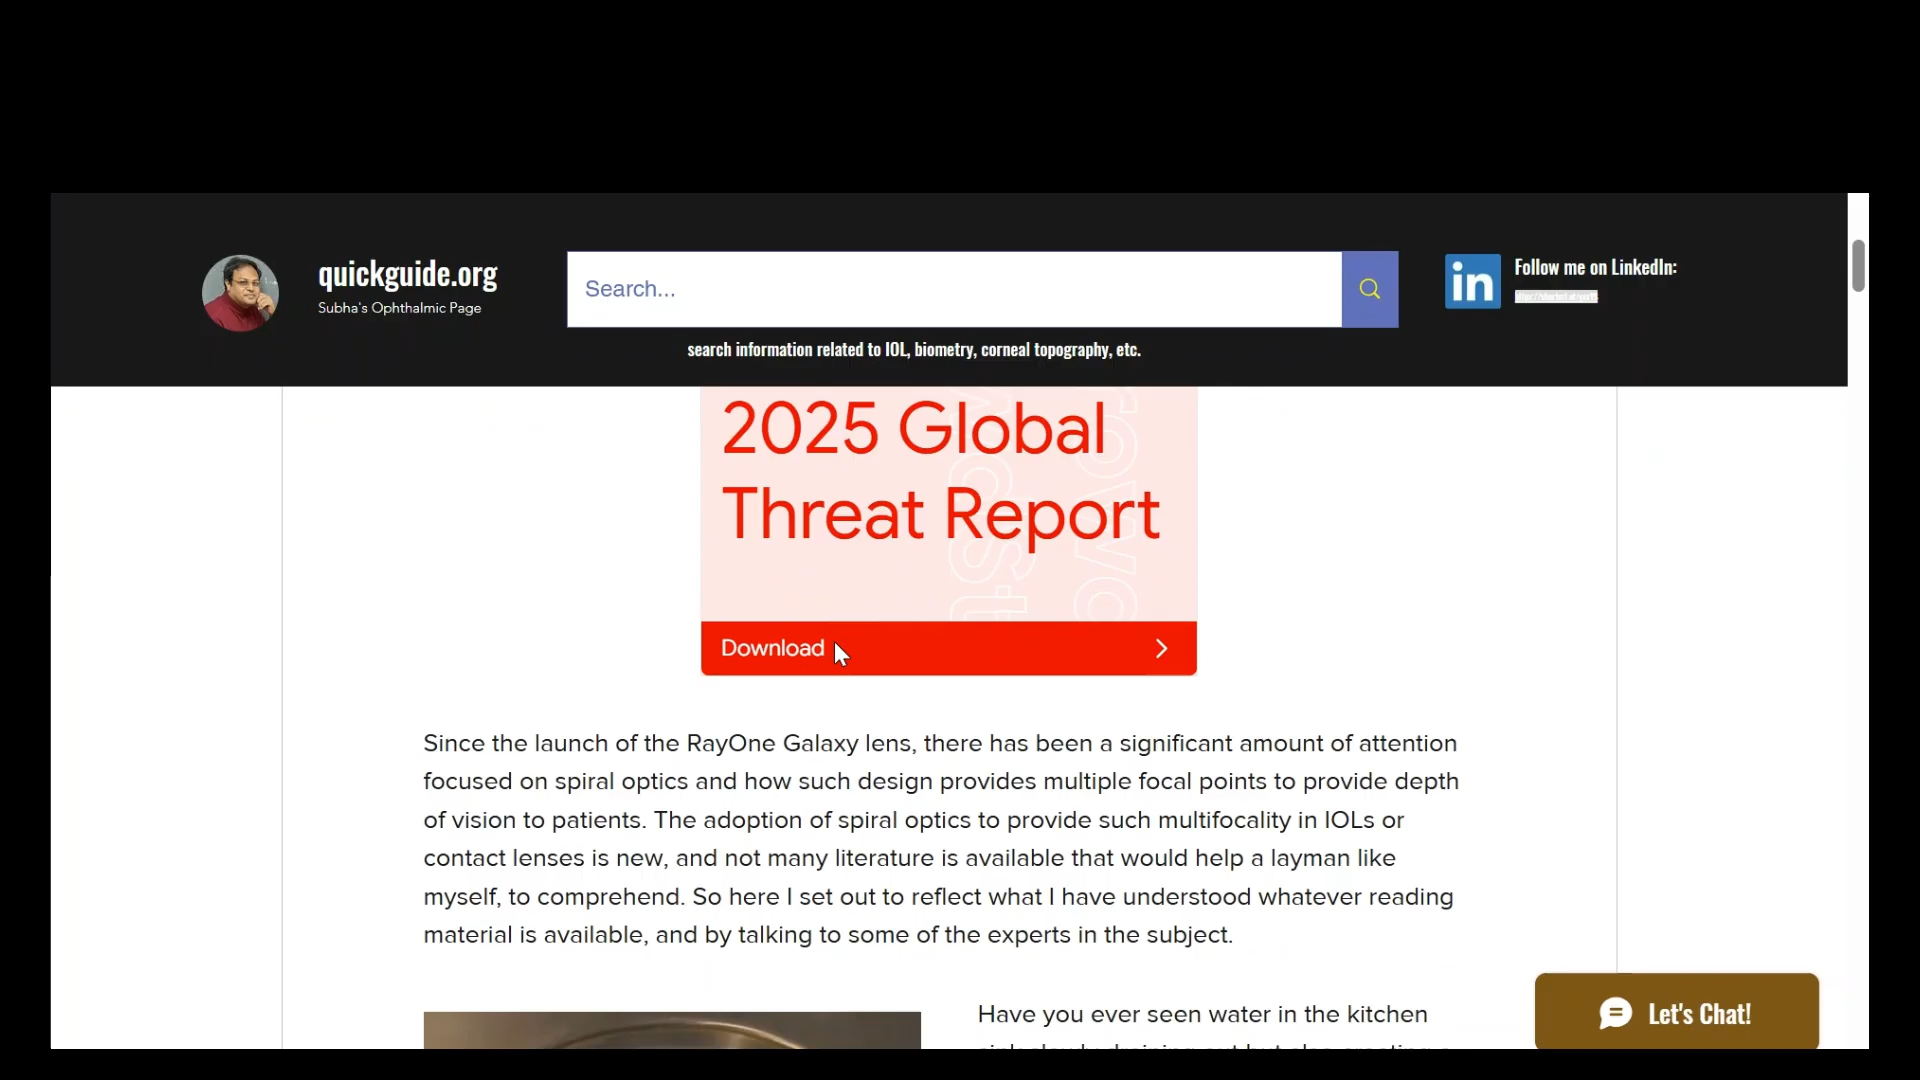 quickguide.org
Subha's Ophthalmic Page
Search...
in
Follow me on LinkedIn:
search information related to IOL, biometry, corneal topography, etc.
2025 Global
Threat Report
Download
Since the launch of the RayOne Galaxy lens, there has been a significant amount of attention
focused on spiral optics and how such design provides multiple focal points to provide depth
of vision to patients. The adoption of spiral optics to provide such multifocality in IOLs or
contact lenses is new, and not many literature is available that would help a layman like
myself, to comprehend. So here I set out to reflect what I have understood whatever reading
material is available, and by talking to some of the experts in the subject.
Have you ever seen water in the kitchen
Let's Chat!